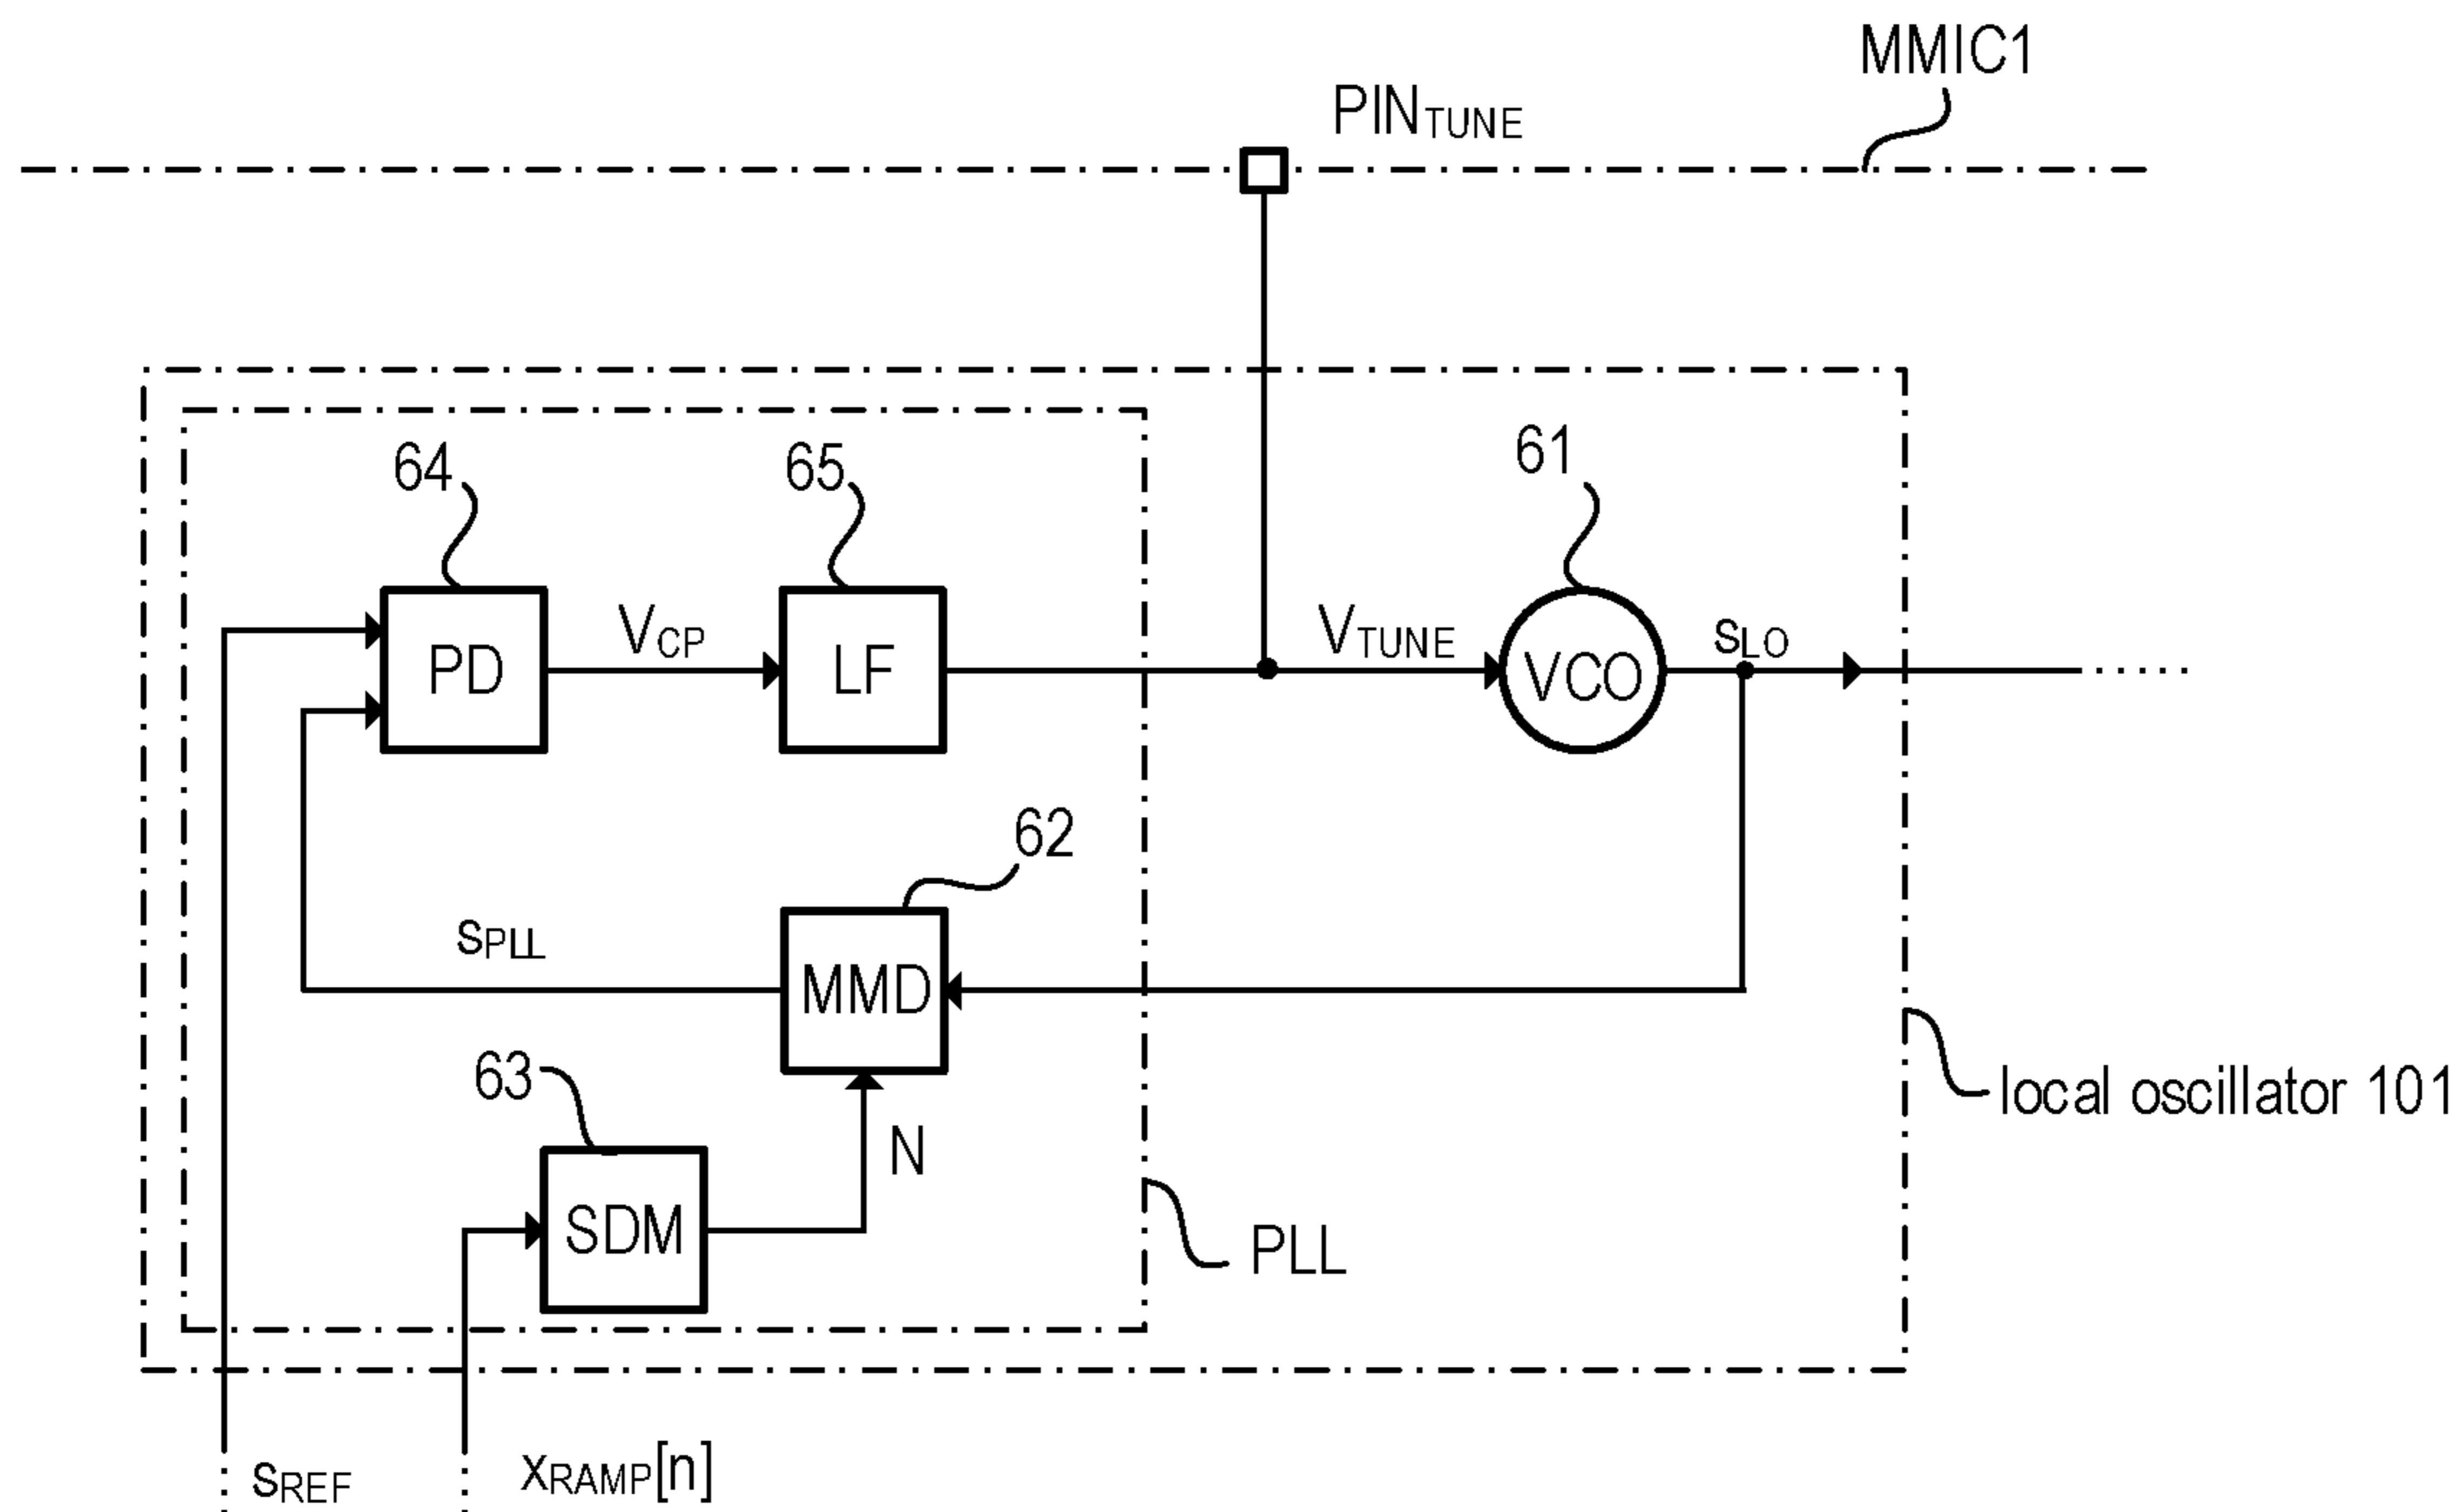 MMIC1
PINTUNE
64
65
61
PD
VCP
LF
VTUNE
VCO
sLO
62
sPLL
MMD
63
N
SDM
local oscillator 101
PLL
sREF
xRAMP[n]